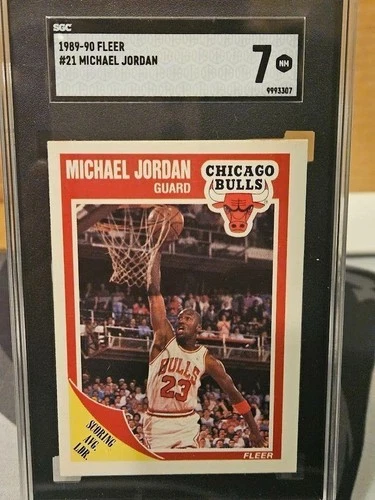 SGC
1989-90 FLEER
#21 MICHAEL JORDAN
7 NM
9993307
MICHAEL JORDAN
GUARD
CHICAGO
BULLS
BULLS
23
SCORING
AVG.
LDR.
FLEER